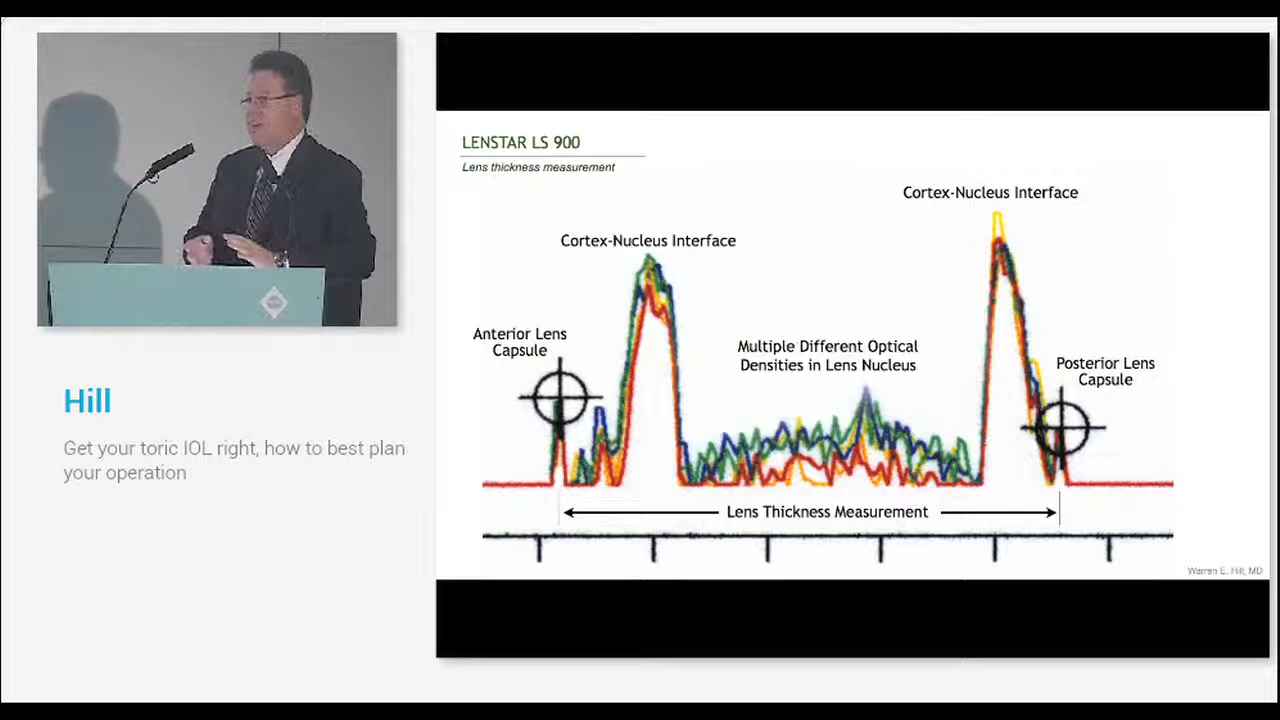 LENSTAR LS 900
Lens thickness measurement
Cortex-Nucleus Interface
Cortex-Nucleus Interface
Anterior Lens
Capsule
Multiple Different Optical
Densities in Lens Nucleus
Posterior Lens
Capsule
Lens Thickness Measurement
Warren E. Hill, MD
Hill
Get your toric IOL right, how to best plan
your operation